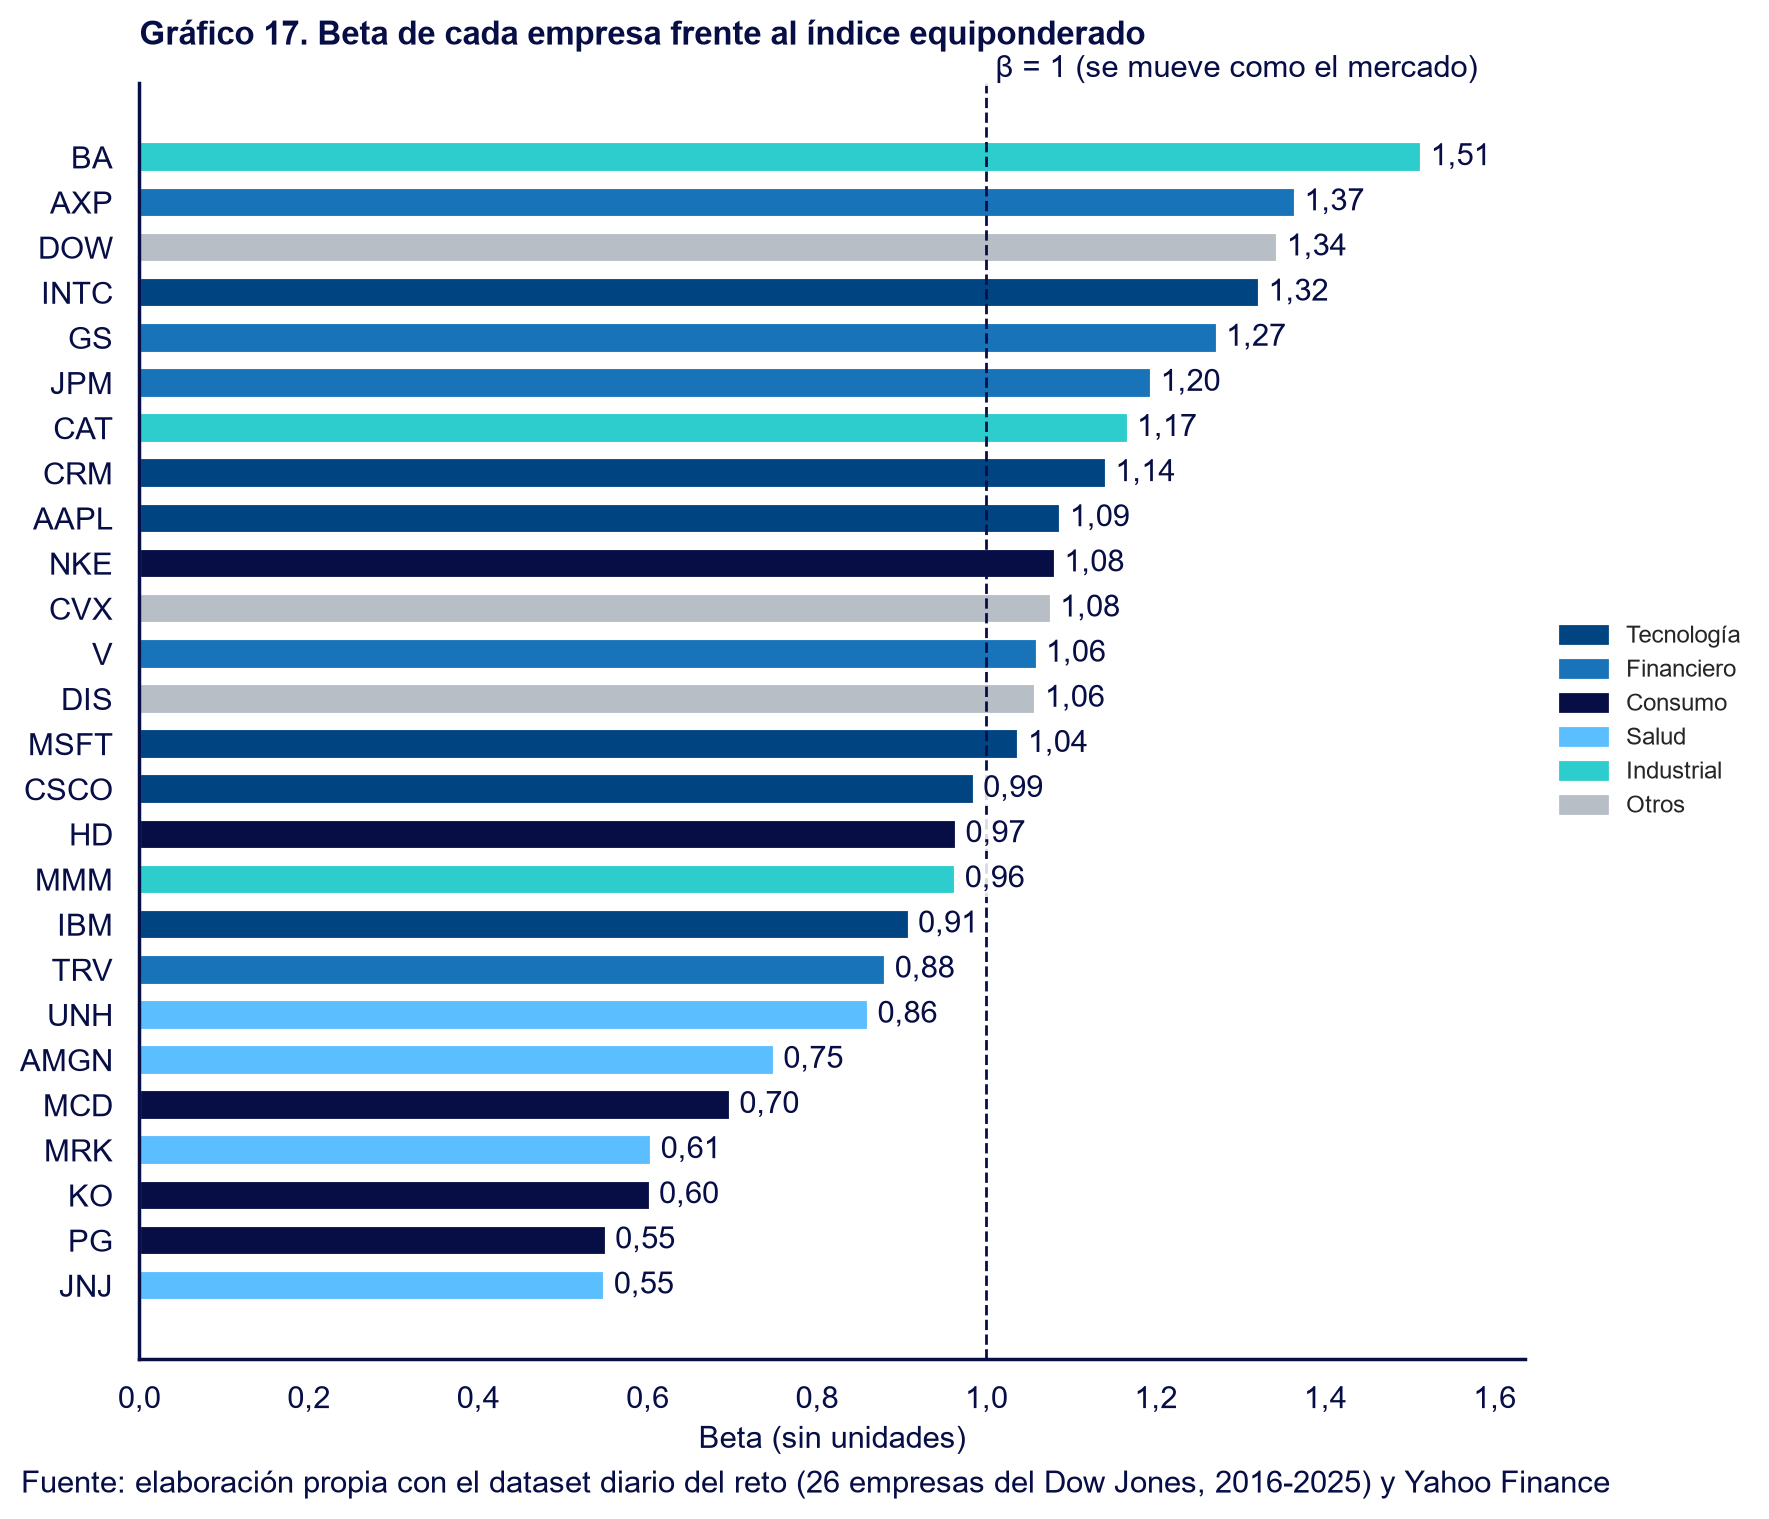 Gráfico 17. Beta de cada empresa frente al índice equiponderado
β = 1 (se mueve como el mercado)
BA 1,51
AXP 1,37
DOW 1,34
INTC 1,32
GS 1,27
JPM 1,20
CAT 1,17
CRM 1,14
AAPL 1,09
NKE 1,08
CVX 1,08
V 1,06
DIS 1,06
MSFT 1,04
CSCO 0,99
HD 0,97
MMM 0,96
IBM 0,91
TRV 0,88
UNH 0,86
AMGN 0,75
MCD 0,70
MRK 0,61
KO 0,60
PG 0,55
JNJ 0,55
Tecnología
Financiero
Consumo
Salud
Industrial
Otros
0,0 0,2 0,4 0,6 0,8 1,0 1,2 1,4 1,6
Beta (sin unidades)
Fuente: elaboración propia con el dataset diario del reto (26 empresas del Dow Jones, 2016-2025) y Yahoo Finance